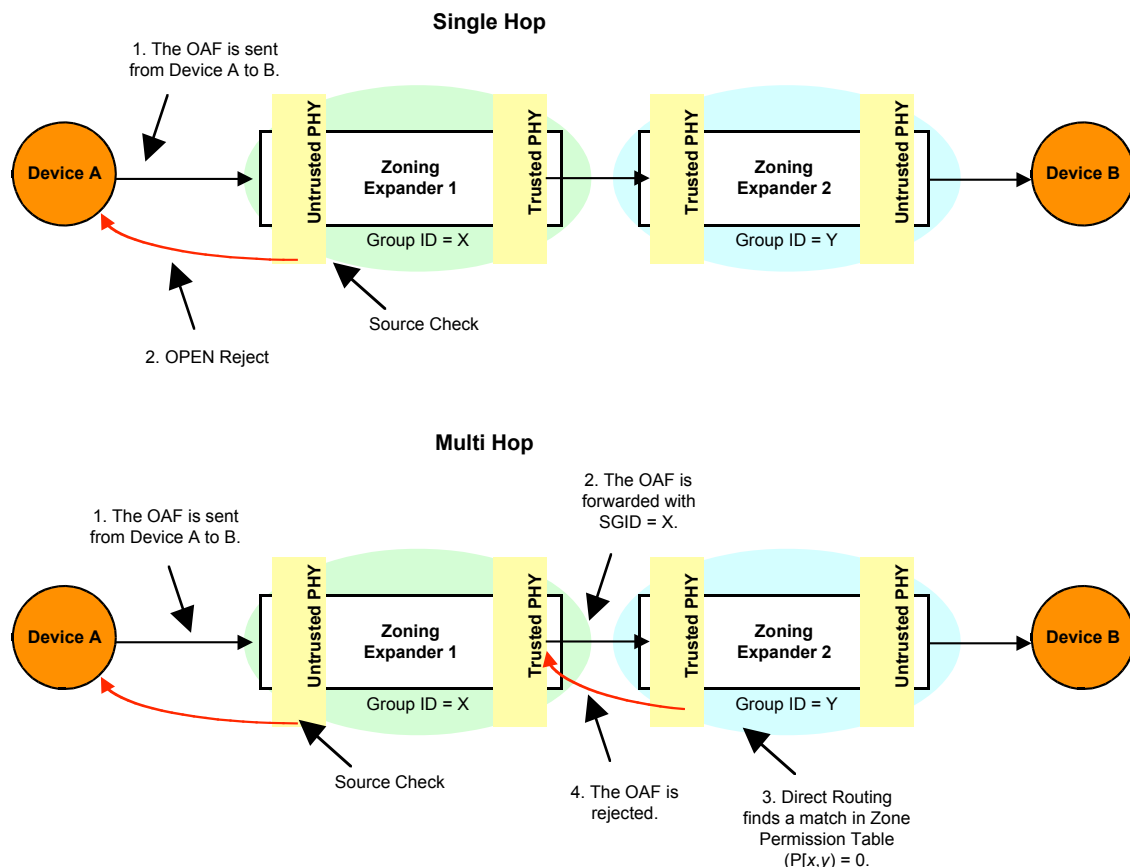 Single Hop
1. The OAF is sent
from Device A to B.
Device A
Untrusted PHY
Zoning
Expander 1
Trusted PHY
Group ID = X
Trusted PHY
Zoning
Expander 2
Untrusted PHY
Group ID = Y
Device B
Source Check
2. OPEN Reject
Multi Hop
1. The OAF is sent
from Device A to B.
2. The OAF is
forwarded with
SGID = X.
Device A
Untrusted PHY
Zoning
Expander 1
Trusted PHY
Group ID = X
Trusted PHY
Zoning
Expander 2
Untrusted PHY
Group ID = Y
Device B
Source Check
4. The OAF is
rejected.
3. Direct Routing
finds a match in Zone
Permission Table
(P[x,y) = 0.